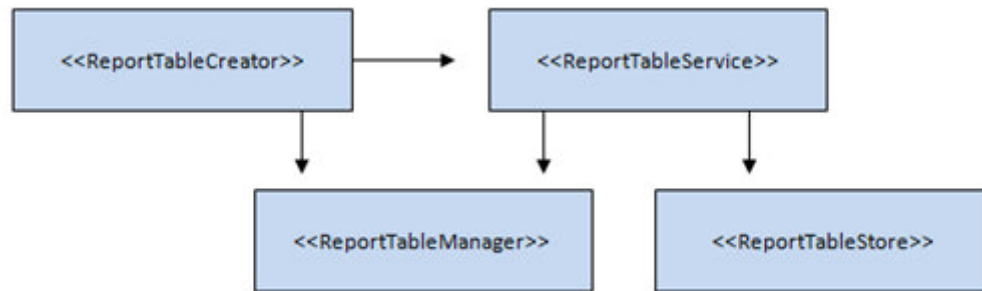 <<ReportTableCreator>>
<<ReportTableService>>
<<ReportTableManager>>
<<ReportTableStore>>